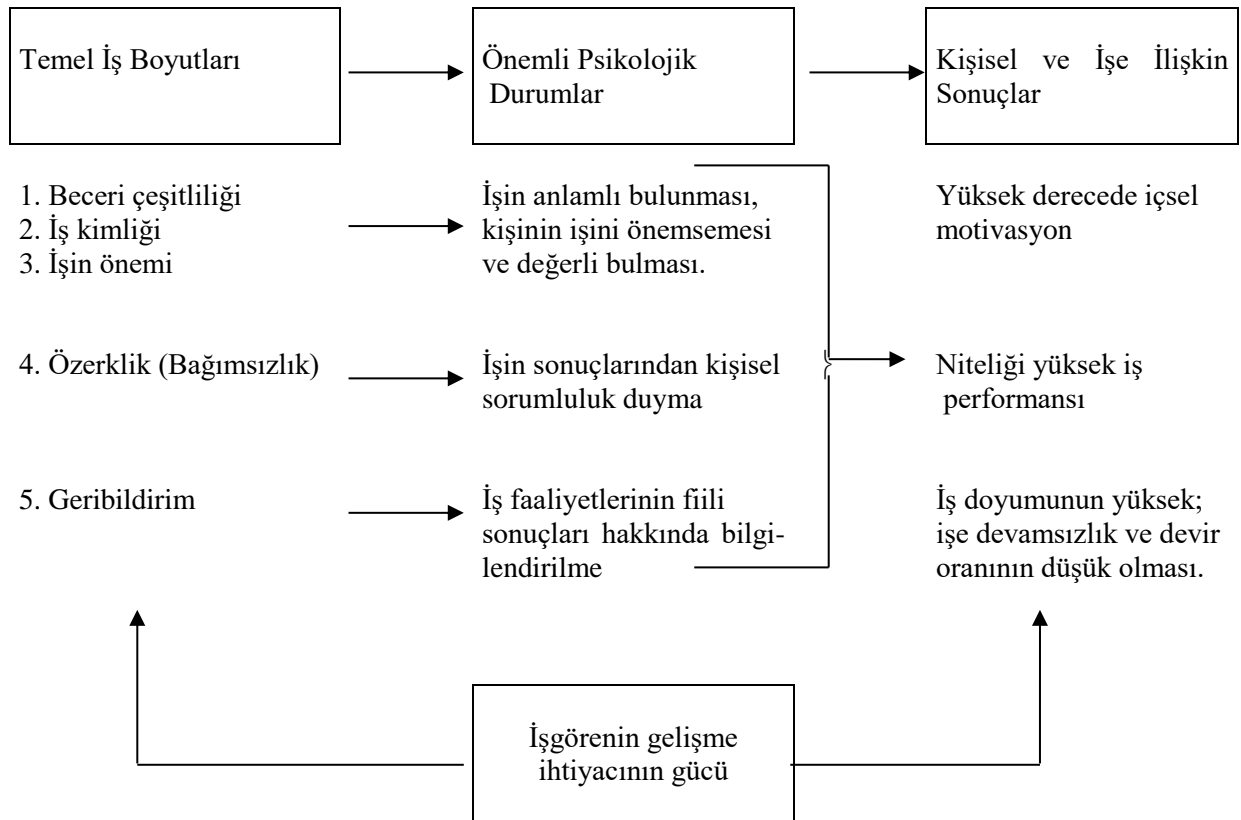 Temel İş Boyutları
Önemli Psikolojik
Durumlar
Kişisel ve İşe İlişkin
Sonuçlar
1. Beceri çeşitliliği
2. İş kimliği
3. İşin önemi
İşin anlamlı bulunması,
kişinin işini önemsemesi
ve değerli bulması.
Yüksek derecede içsel
motivasyon
4. Özerklik (Bağımsızlık)
İşin sonuçlarından kişisel
sorumluluk duyma
Niteliği yüksek iş
performansı
5. Geribildirim
İş faaliyetlerinin fiili
sonuçları hakkında bilgi-
lendirilme
İş doyumunun yüksek;
işe devamsızlık ve devir
oranının düşük olması.
İşgörenin gelişme
ihtiyacının gücü